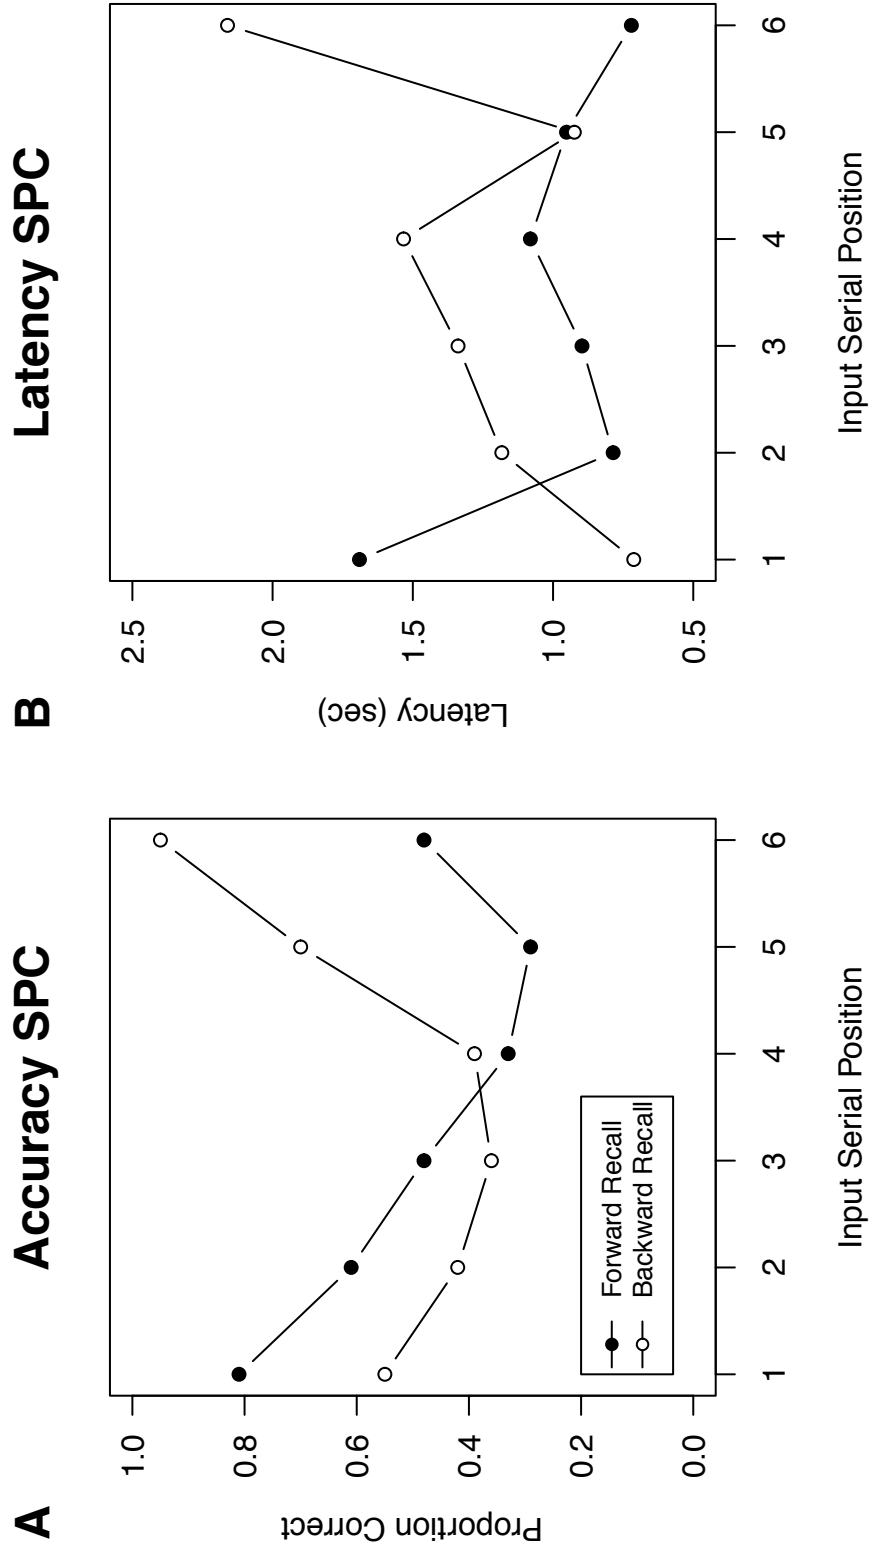 A
Accuracy SPC
Proportion Correct
0.0
0.2
0.4
0.6
0.8
1.0
1
2
3
4
5
6
Input Serial Position
Forward Recall
Backward Recall
B
Latency SPC
Latency (sec)
0.5
1.0
1.5
2.0
2.5
1
2
3
4
5
6
Input Serial Position